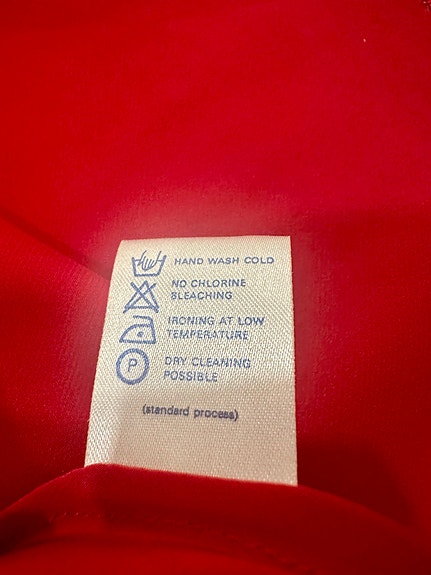 HAND WASH COLD
NO CHLORINE
BLEACHING
IRONING AT LOW
TEMPERATURE
P
DRY CLEANING
POSSIBLE
(standard process)